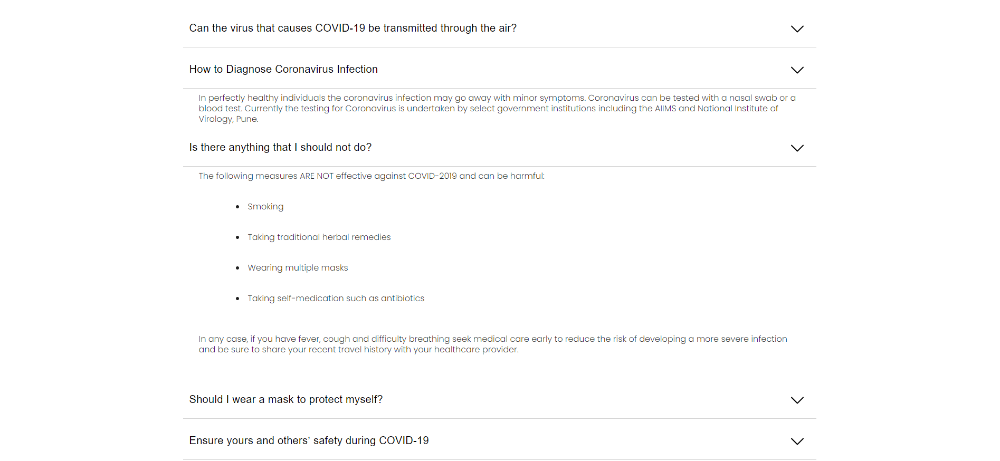 Can the virus that causes COVID-19 be transmitted through the air?
How to Diagnose Coronavirus Infection
In perfectly healthy individuals the coronavirus infection may go away with minor symptoms. Coronavirus can be tested with a nasal swab or a
blood test. Currently the testing for Coronavirus is undertaken by select government institutions including the AIIMS and National Institute of
Virology, Pune.
Is there anything that I should not do?
The following measures ARE NOT effective against COVID-2019 and can be harmful:
• Smoking
• Taking traditional herbal remedies
• Wearing multiple masks
• Taking self-medication such as antibiotics
In any case, if you have fever, cough and difficulty breathing seek medical care early to reduce the risk of developing a more severe infection
and be sure to share your recent travel history with your healthcare provider.
Should I wear a mask to protect myself?
Ensure yours and others’ safety during COVID-19